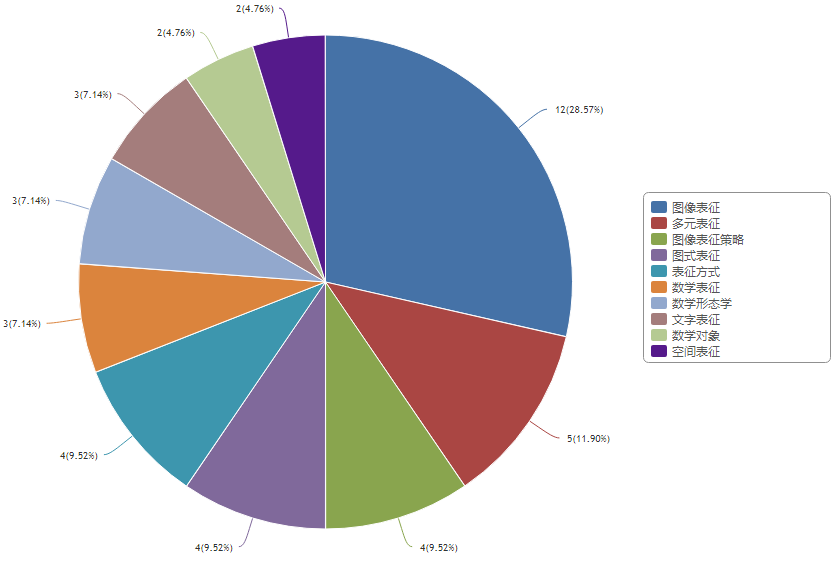 2(4.76%)
2(4.76%)
3(7.14%)
12(28.57%)
3(7.14%)
3(7.14%)
5(11.90%)
4(9.52%)
4(9.52%)
4(9.52%)
图像表征
多元表征
图像表征策略
图式表征
表征方式
数学表征
数学形态学
文字表征
数学对象
空间表征